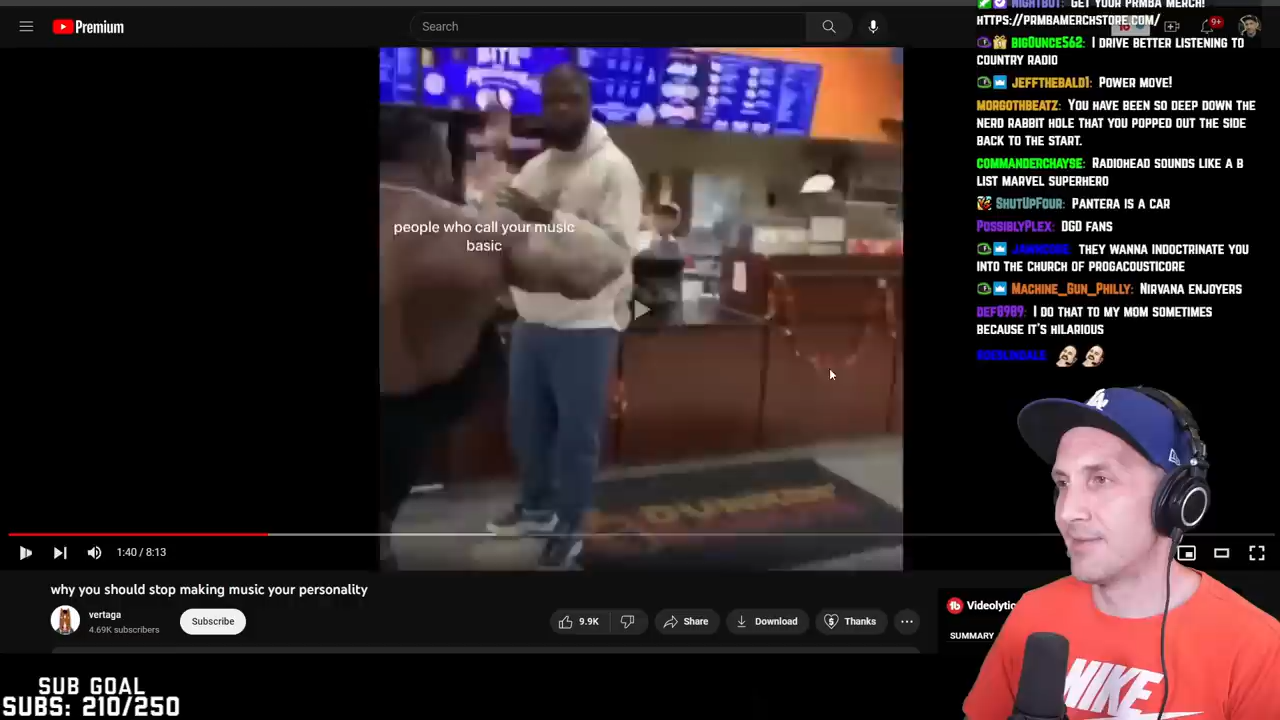 Premium
Search
9+
NIGHTBOT: GET YOUR PRMBA MERCH!
HTTPS://PRMBAMERCHSTORE.COM/
BIGOUNCE562: I DRIVE BETTER LISTENING TO
COUNTRY RADIO
JEFFTHEBALD1: POWER MOVE!
MORGOTHBEATZ: YOU HAVE BEEN SO DEEP DOWN THE
NERD RABBIT HOLE THAT YOU POPPED OUT THE SIDE
BACK TO THE START.
COMMANDERCHAYSE: RADIOHEAD SOUNDS LIKE A B
LIST MARVEL SUPERHERO
SHUTUPFOUR: PANTERA IS A CAR
POSSIBLYPLEX: DGD FANS
THEY WANNA INDOCTRINATE YOU
INTO THE CHURCH OF PROGACOUSTICORE
MACHINE_GUN_PHILLY: NIRVANA ENJOYERS
DEF8989: I DO THAT TO MY MOM SOMETIMES
BECAUSE IT'S HILARIOUS
people who call your music
basic
DUNKIN'
LA
NIKE
1:40 / 8:13
why you should stop making music your personality
vertaga
4.69K subscribers
Subscribe
9.9K
Share
Download
Thanks
Videolytic
SUMMARY
SUB GOAL
SUBS: 210/250